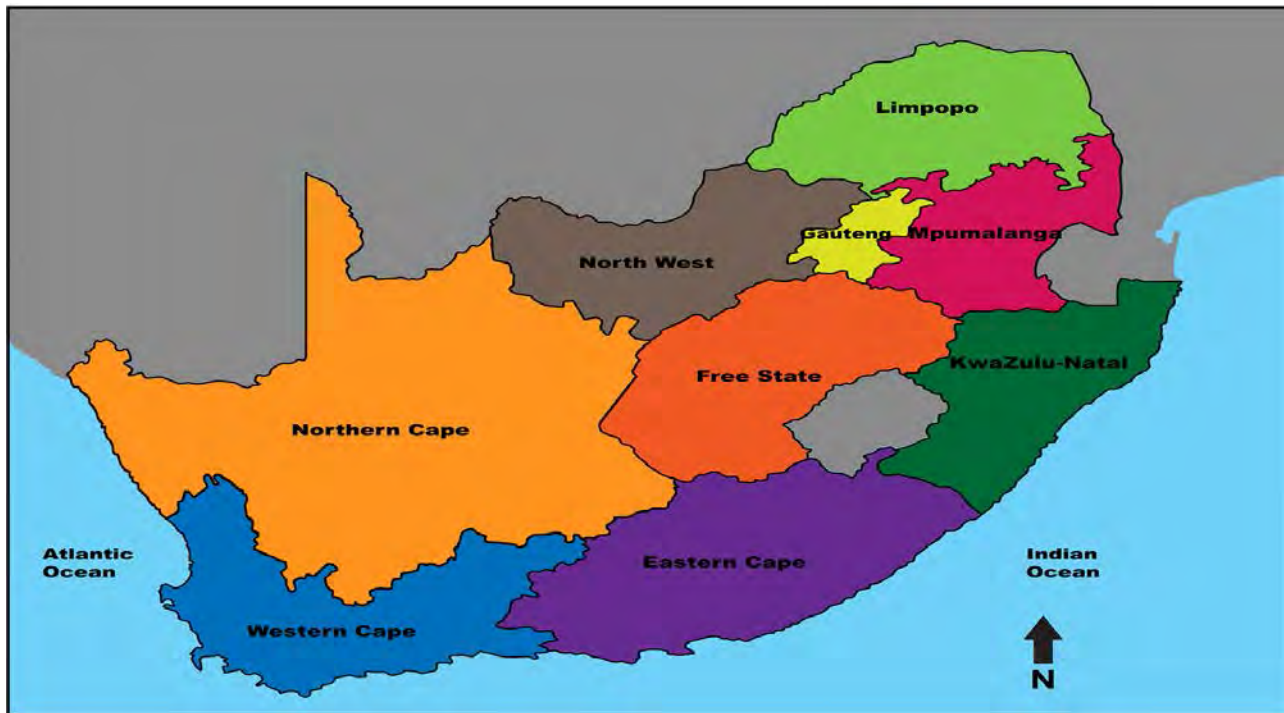 Limpopo
Gauteng
Mpumalanga
North West
KwaZulu-Natal
Free State
Northern Cape
Atlantic
Ocean
Indian
Ocean
Eastern Cape
Western Cape
N